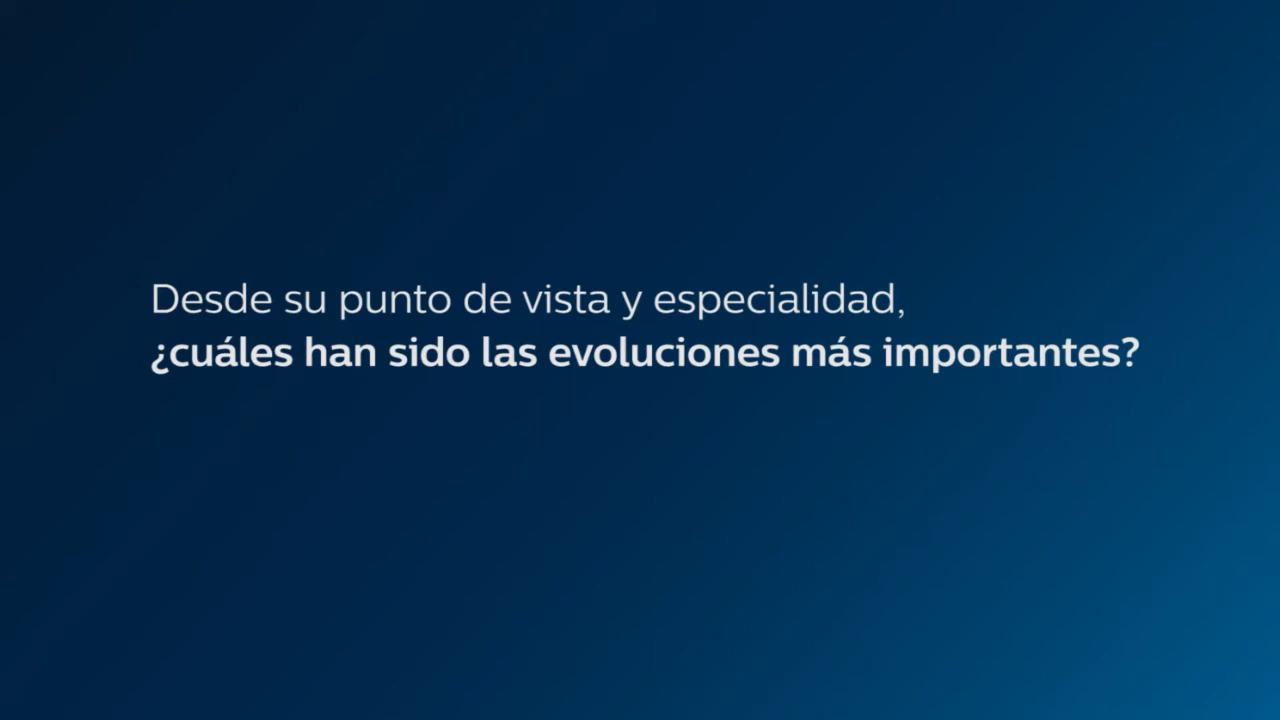 Desde su punto de vista y especialidad,
¿cuáles han sido las evoluciones más importantes?